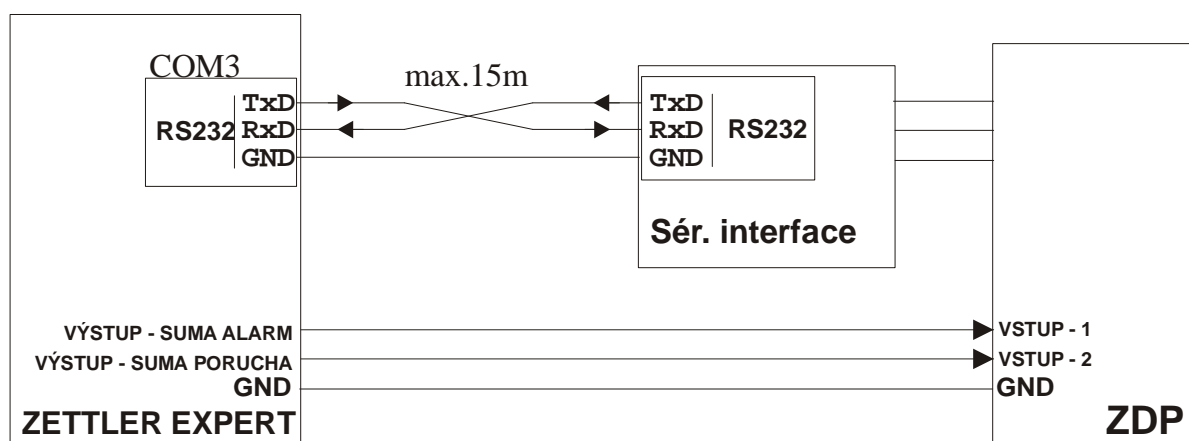 COM3
max.15m
TxD
RS232
RxD
GND
TxD
RxD
RS232
GND
Sér. interface
VÝSTUP - SUMA ALARM
VSTUP - 1
VÝSTUP - SUMA PORUCHA
VSTUP - 2
GND
GND
ZETTLER EXPERT
ZDP